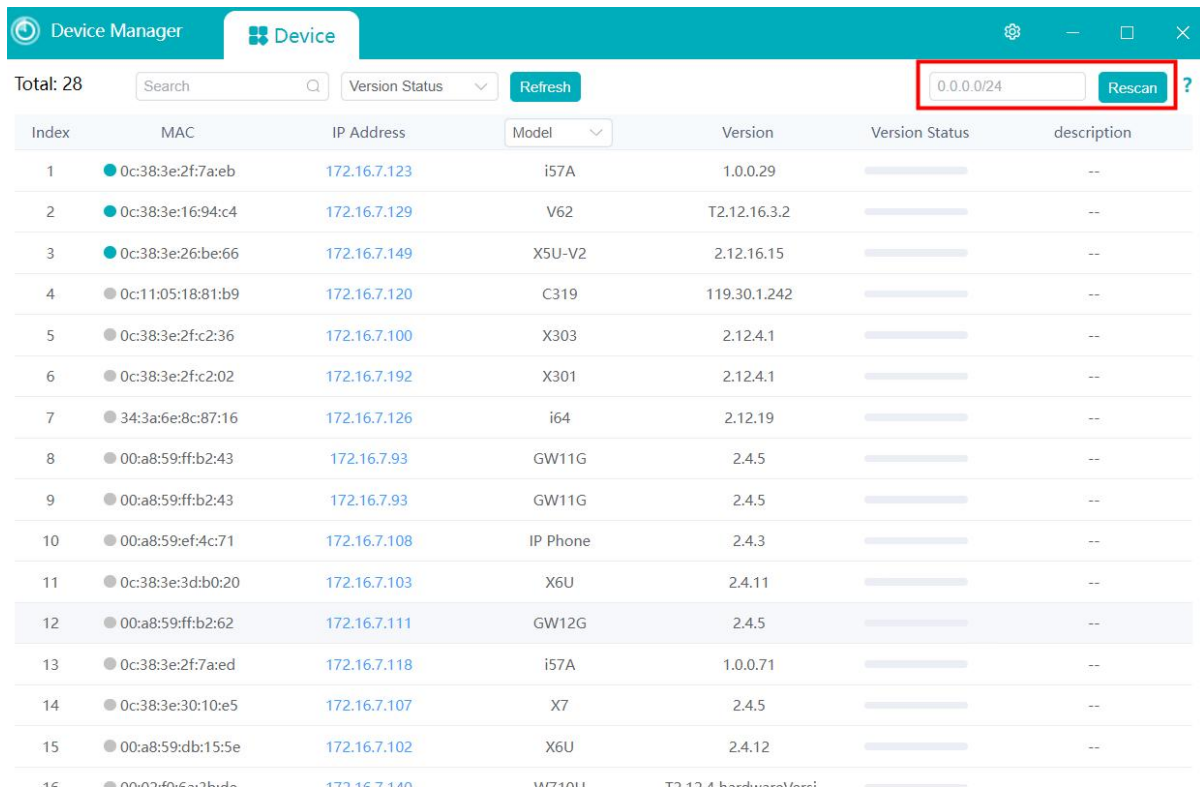 Device Manager Device
Total: 28 Search Version Status Refresh 0.0.0.0/24 Rescan ?
Index MAC IP Address Model Version Version Status description
1 0c:38:3e:2f:7a:eb 172.16.7.123 i57A 1.0.0.29 --
2 0c:38:3e:16:94:c4 172.16.7.129 V62 T2.12.16.3.2 --
3 0c:38:3e:26:be:66 172.16.7.149 X5U-V2 2.12.16.15 --
4 0c:11:05:18:81:b9 172.16.7.120 C319 119.30.1.242 --
5 0c:38:3e:2f:c2:36 172.16.7.100 X303 2.12.4.1 --
6 0c:38:3e:2f:c2:02 172.16.7.192 X301 2.12.4.1 --
7 34:3a:6e:8c:87:16 172.16.7.126 i64 2.12.19 --
8 00:a8:59:ff:b2:43 172.16.7.93 GW11G 2.4.5 --
9 00:a8:59:ff:b2:43 172.16.7.93 GW11G 2.4.5 --
10 00:a8:59:ef:4c:71 172.16.7.108 IP Phone 2.4.3 --
11 0c:38:3e:3d:b0:20 172.16.7.103 X6U 2.4.11 --
12 00:a8:59:ff:b2:62 172.16.7.111 GW12G 2.4.5 --
13 0c:38:3e:2f:7a:ed 172.16.7.118 i57A 1.0.0.71 --
14 0c:38:3e:30:10:e5 172.16.7.107 X7 2.4.5 --
15 00:a8:59:db:15:5e 172.16.7.102 X6U 2.4.12 --
16